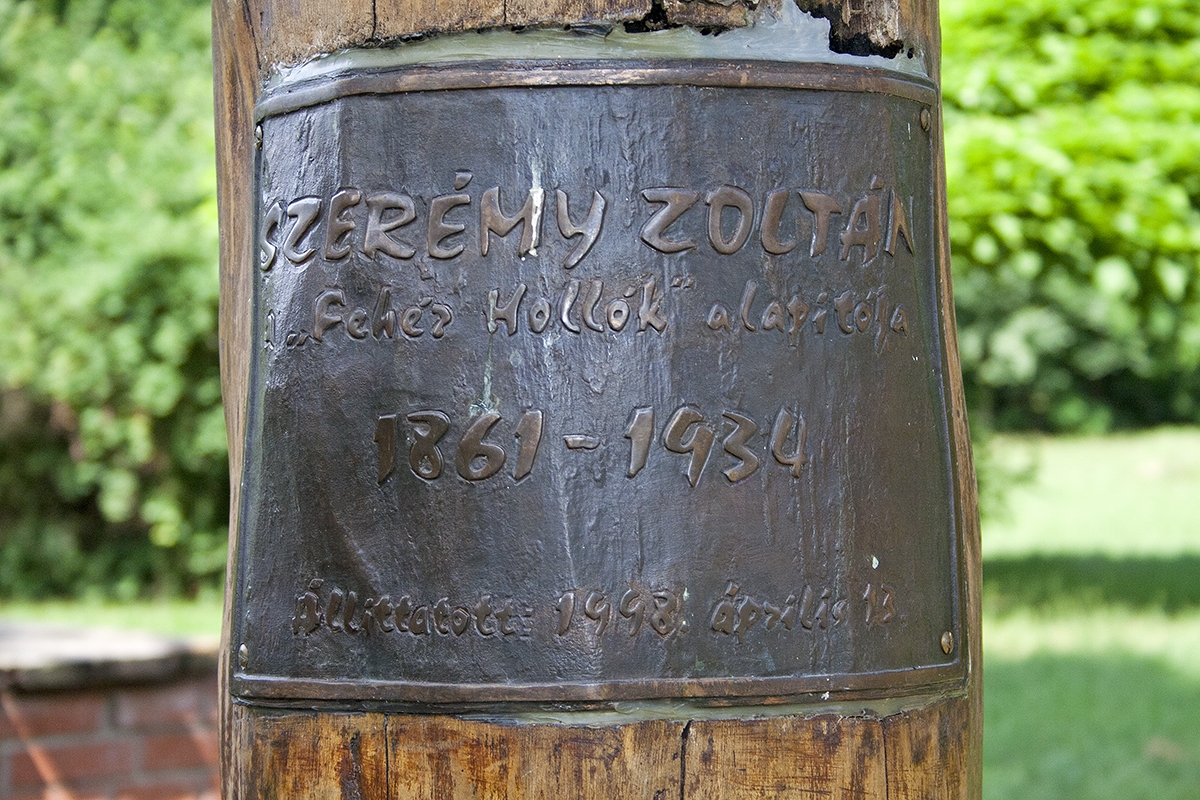 SZERÉMY ZOLTÁN
a „Fehér Hollók” alapítója
1861-1934
Állíttatott: 1998. április 13.